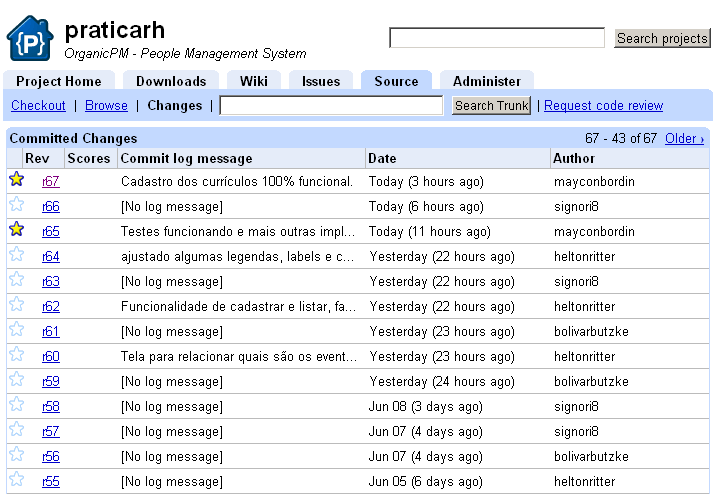 {P}
praticarh
OrganicPM - People Management System
Search projects
Project Home Downloads Wiki Issues Source Administer
Checkout | Browse | Changes | Search Trunk | Request code review
Committed Changes 67 - 43 of 67 Older ›
Rev Scores Commit log message Date Author
r67 Cadastro dos currículos 100% funcional. Today (3 hours ago) mayconbordin
r66 [No log message] Today (6 hours ago) signori8
r65 Testes funcionando e mais outras impl... Today (11 hours ago) mayconbordin
r64 ajustado algumas legendas, labels e c... Yesterday (22 hours ago) heltonritter
r63 [No log message] Yesterday (22 hours ago) signori8
r62 Funcionalidade de cadastrar e listar, fa... Yesterday (22 hours ago) heltonritter
r61 [No log message] Yesterday (23 hours ago) bolivarbutzke
r60 Tela para relacionar quais são os event... Yesterday (23 hours ago) heltonritter
r59 [No log message] Yesterday (24 hours ago) bolivarbutzke
r58 [No log message] Jun 08 (3 days ago) signori8
r57 [No log message] Jun 07 (4 days ago) signori8
r56 [No log message] Jun 07 (4 days ago) bolivarbutzke
r55 [No log message] Jun 05 (6 days ago) heltonritter